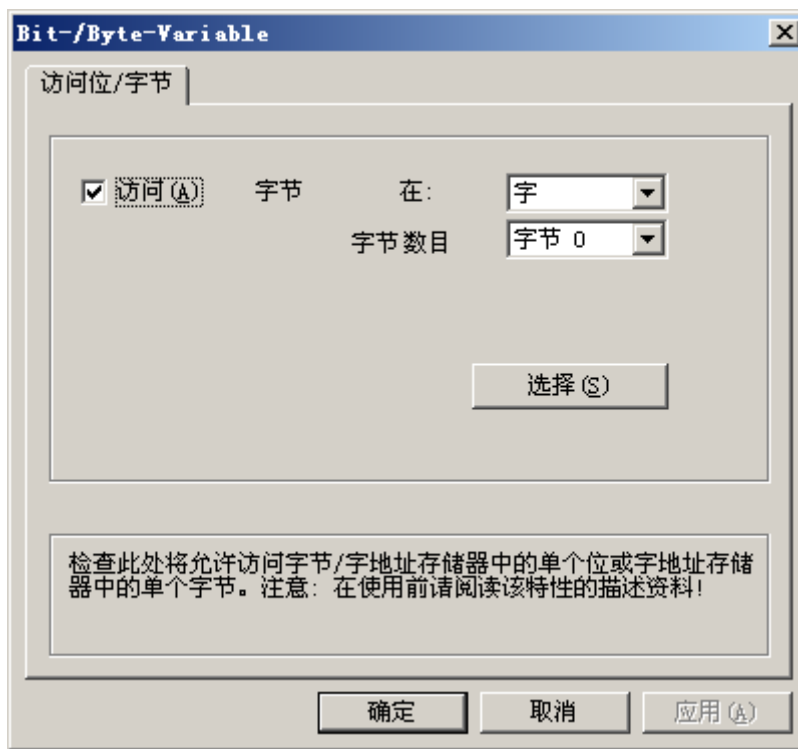 Bit-/Byte-Variable
访问位/字节
访问(A) 字节 在: 字
字节数目 字节 0
选择(S)
检查此处将允许访问字节/字地址存储器中的单个位或字地址存储
器中的单个字节。注意: 在使用前请阅读该特性的描述资料!
确定 取消 应用(A)